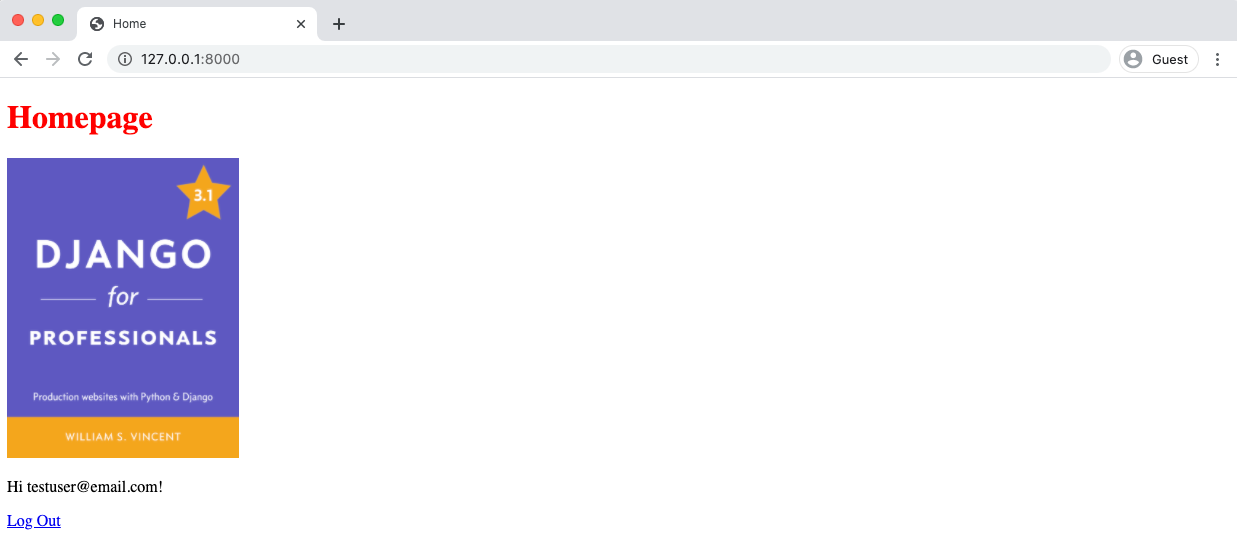 Home
127.0.0.1:8000
Guest
Homepage
3.1
DJANGO
for
PROFESSIONALS
Production websites with Python & Django
WILLIAM S. VINCENT
Hi testuser@email.com!
Log Out